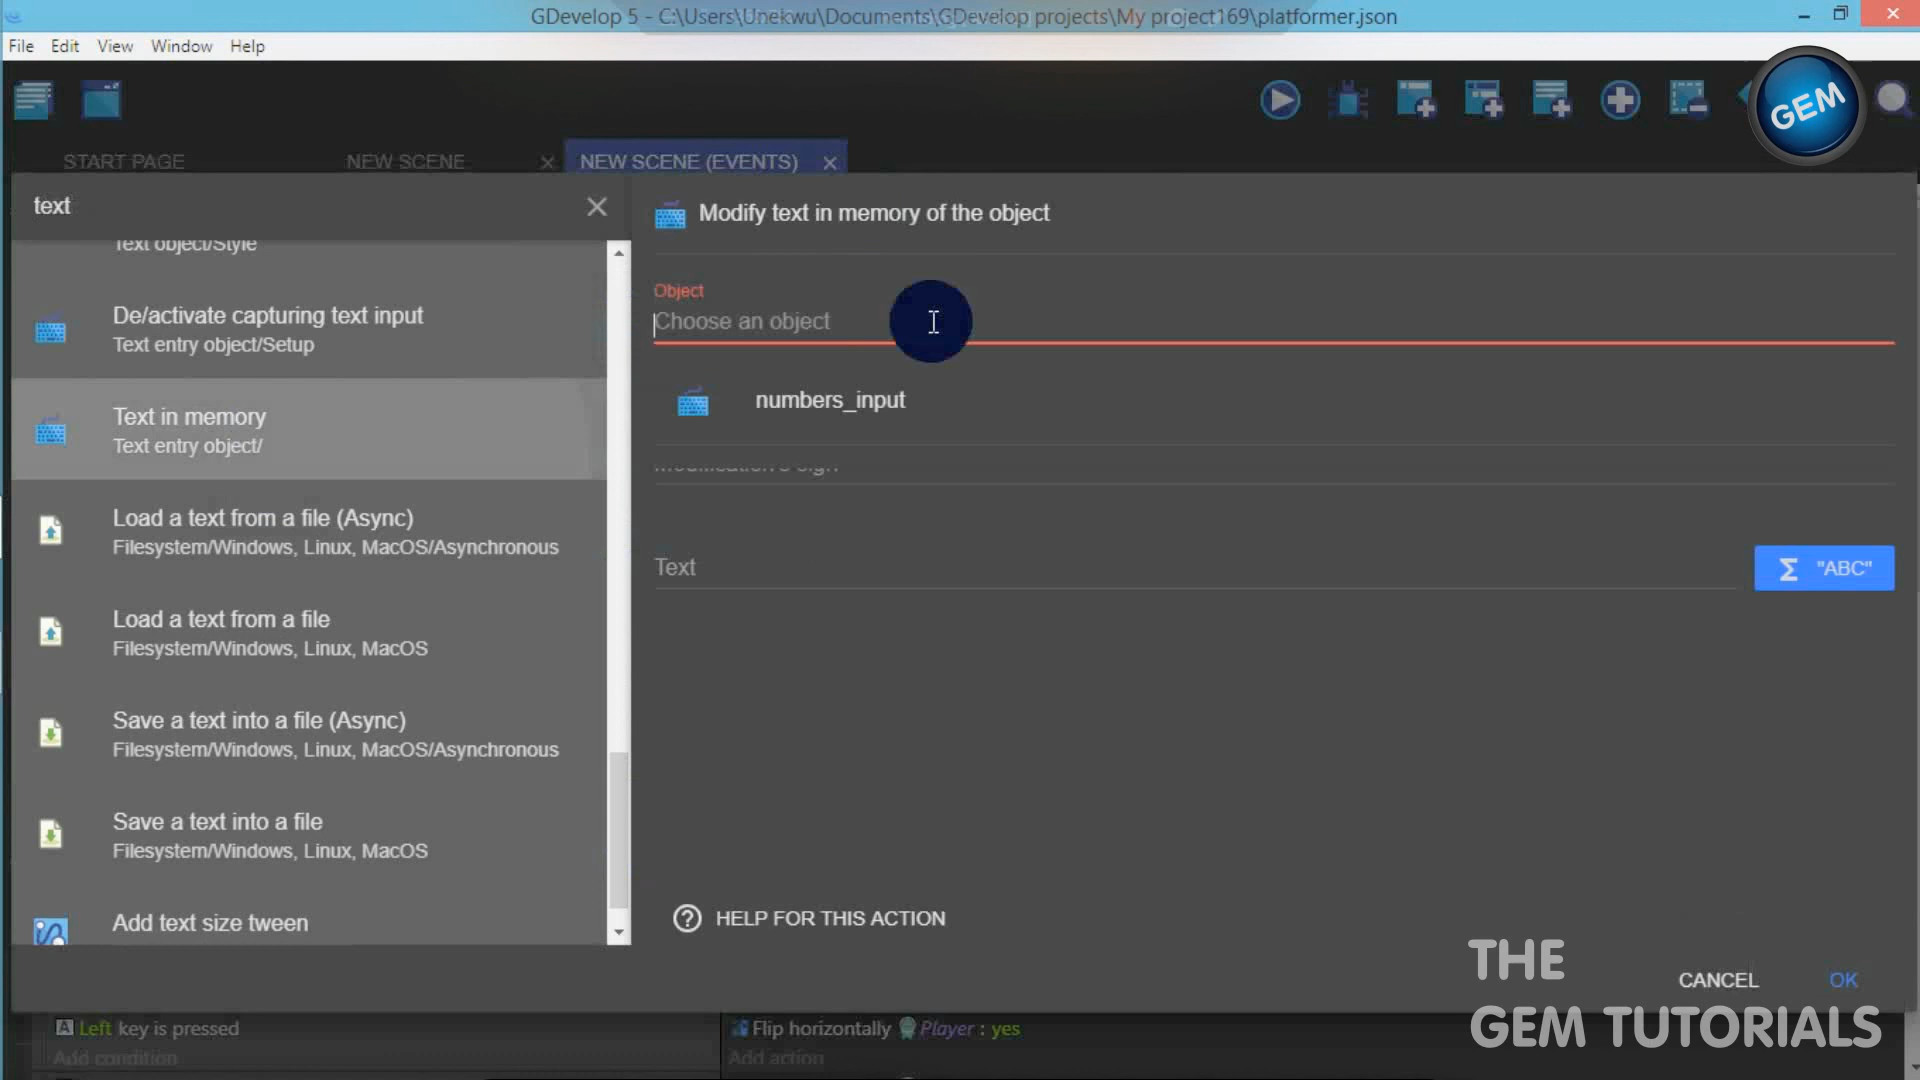 GDevelop 5 - C:\Users\Unekwu\Documents\GDevelop projects\My project169\platformer.json
File Edit View Window Help
GEM
START PAGE NEW SCENE NEW SCENE (EVENTS)
text
Text object/Style
De/activate capturing text input
Text entry object/Setup
Text in memory
Text entry object/
Load a text from a file (Async)
Filesystem/Windows, Linux, MacOS/Asynchronous
Load a text from a file
Filesystem/Windows, Linux, MacOS
Save a text into a file (Async)
Filesystem/Windows, Linux, MacOS/Asynchronous
Save a text into a file
Filesystem/Windows, Linux, MacOS
Add text size tween
Modify text in memory of the object
Object
Choose an object
numbers_input
Modification's sign
Text
Σ "ABC"
HELP FOR THIS ACTION
CANCEL OK
THE
GEM TUTORIALS
Left key is pressed
Add condition
Flip horizontally Player : yes
Add action